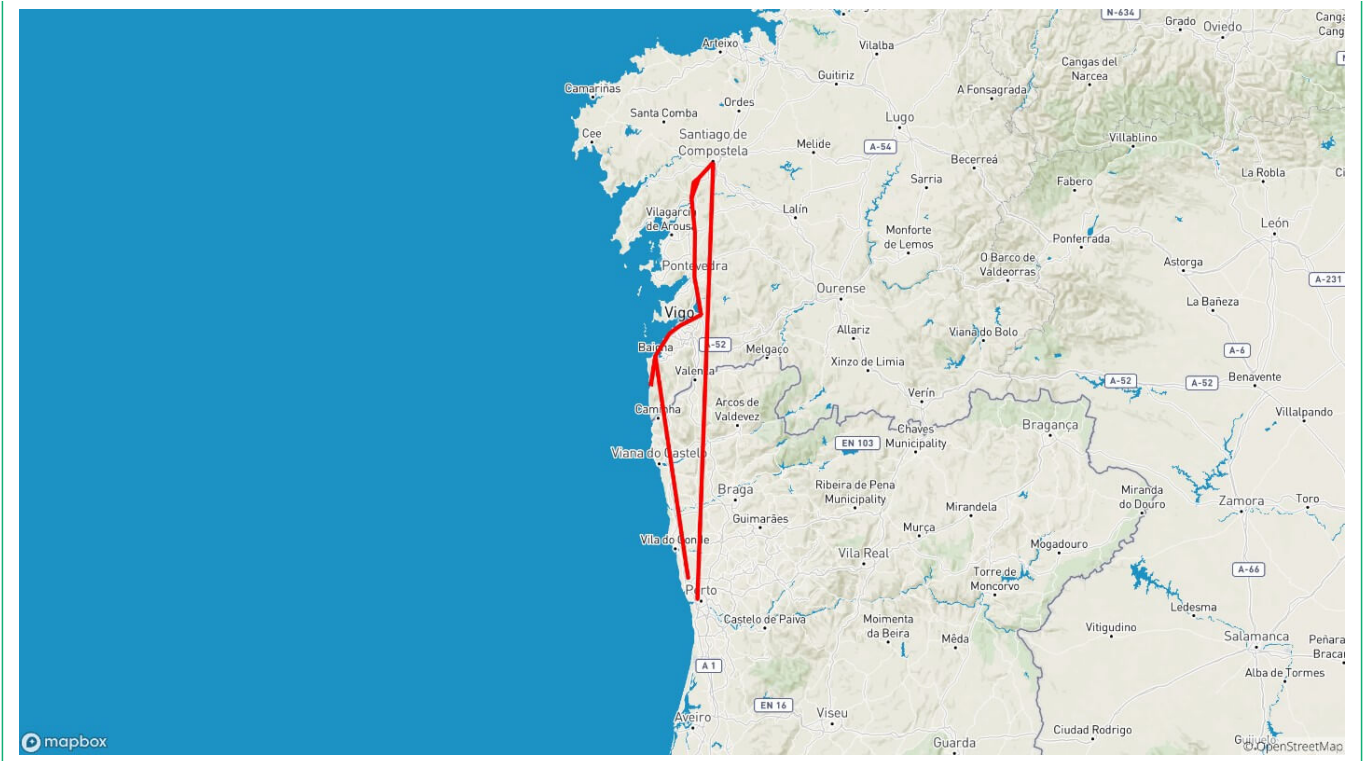 N-634
Grado
Oviedo
Arteixo
Vilalba
Cangas del
Narcea
Guitiriz
Camariñas
A Fonsagrada
Ordes
Santa Comba
Lugo
Cee
Santiago de
Compostela
Melide
A-54
Villablino
Becerreá
La Robla
Sarria
Fabero
Lalín
Vilagarcía
de Arousa
Monforte
de Lemos
León
Ponferrada
Pontevedra
O Barco de
Valdeorras
Astorga
A-231
Ourense
La Bañeza
Vigo
Allariz
Viana do Bolo
Baiona
A-52
Melgaço
A-6
Xinzo de Limia
Valença
Benavente
A-52
A-52
Verín
Caminha
Arcos de
Valdevez
Villalpando
Chaves
Municipality
Bragança
EN 103
Viana do Castelo
Braga
Ribeira de Pena
Municipality
Miranda
do Douro
Zamora
Toro
Mirandela
Guimarães
Murça
Vila do Conde
Vila Real
Mogadouro
Torre de
Moncorvo
A-66
Porto
Ledesma
Castelo de Paiva
Moimenta
da Beira
Mêda
Vitigudino
Salamanca
A 1
Alba de Tormes
EN 16
Aveiro
Viseu
Ciudad Rodrigo
Guarda
Guijuelo
mapbox
© OpenStreetMap